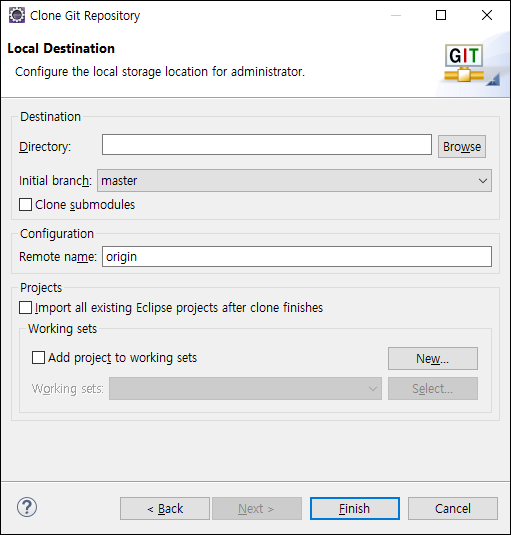 Clone Git Repository
Local Destination
Configure the local storage location for administrator.
GIT
Destination
Directory:
Browse
Initial branch: master
Clone submodules
Configuration
Remote name: origin
Projects
Import all existing Eclipse projects after clone finishes
Working sets
Add project to working sets
New...
Working sets:
Select...
?
< Back
Next >
Finish
Cancel